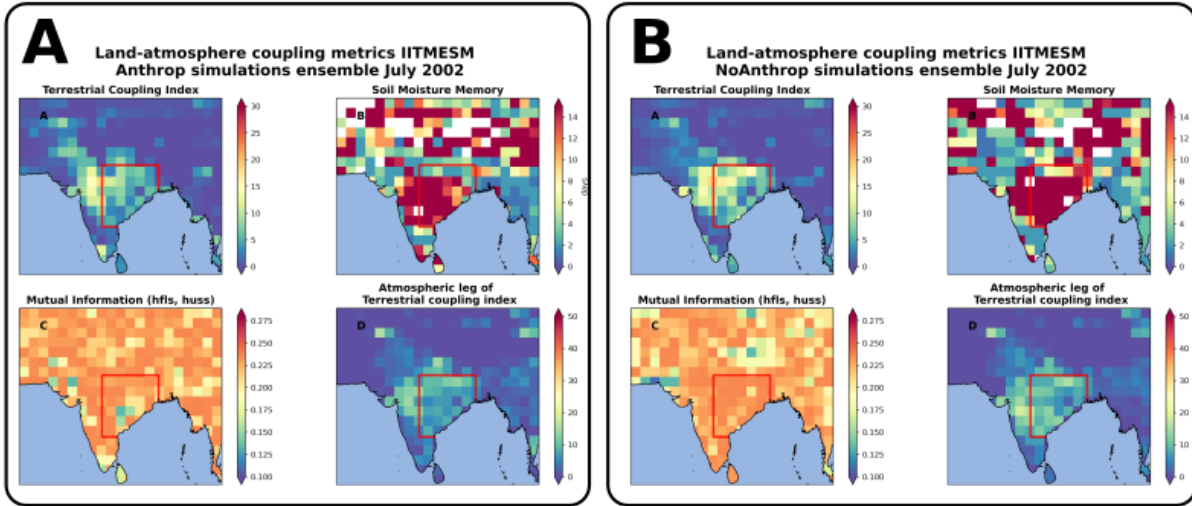 A
Land-atmosphere coupling metrics IITMESM
Anthrop simulations ensemble July 2002
Terrestrial Coupling Index
A
30
25
20
15
10
5
0
Soil Moisture Memory
B
14
12
10
8
6
4
2
0
days
Mutual Information (hfls, huss)
C
0.275
0.250
0.225
0.200
0.175
0.150
0.125
0.100
Atmospheric leg of
Terrestrial coupling index
D
50
40
30
20
10
0
B
Land-atmosphere coupling metrics IITMESM
NoAnthrop simulations ensemble July 2002
Terrestrial Coupling Index
A
30
25
20
15
10
5
0
Soil Moisture Memory
B
14
12
10
8
6
4
2
0
Mutual Information (hfls, huss)
C
0.275
0.250
0.225
0.200
0.175
0.150
0.125
0.100
Atmospheric leg of
Terrestrial coupling index
D
50
40
30
20
10
0